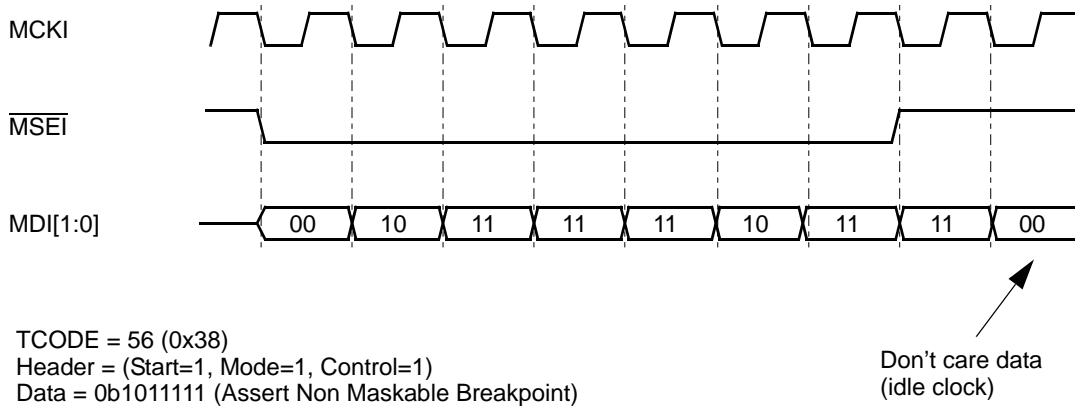 MCKI
MSEI
MDI[1:0] 00 10 11 11 11 10 11 11 00
TCODE = 56 (0x38)
Header = (Start=1, Mode=1, Control=1)
Data = 0b1011111 (Assert Non Maskable Breakpoint)
Don't care data
(idle clock)